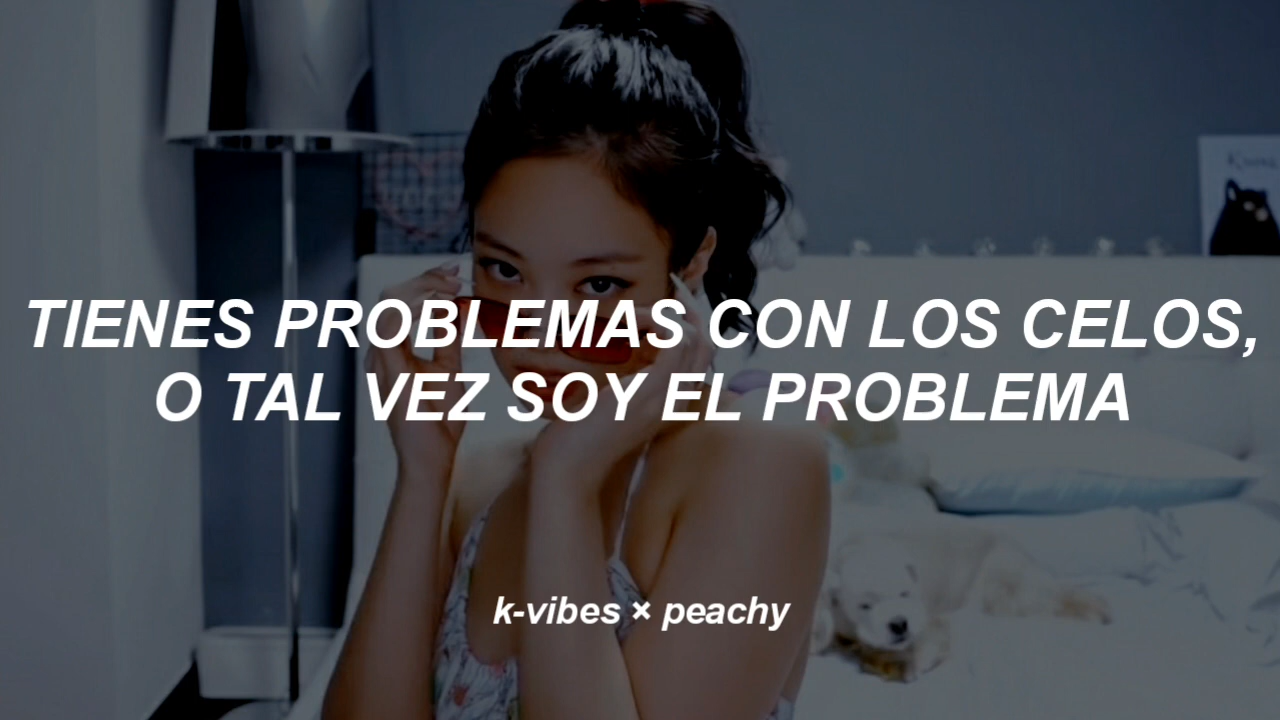 TIENES PROBLEMAS CON LOS CELOS,
O TAL VEZ SOY EL PROBLEMA
k-vibes × peachy